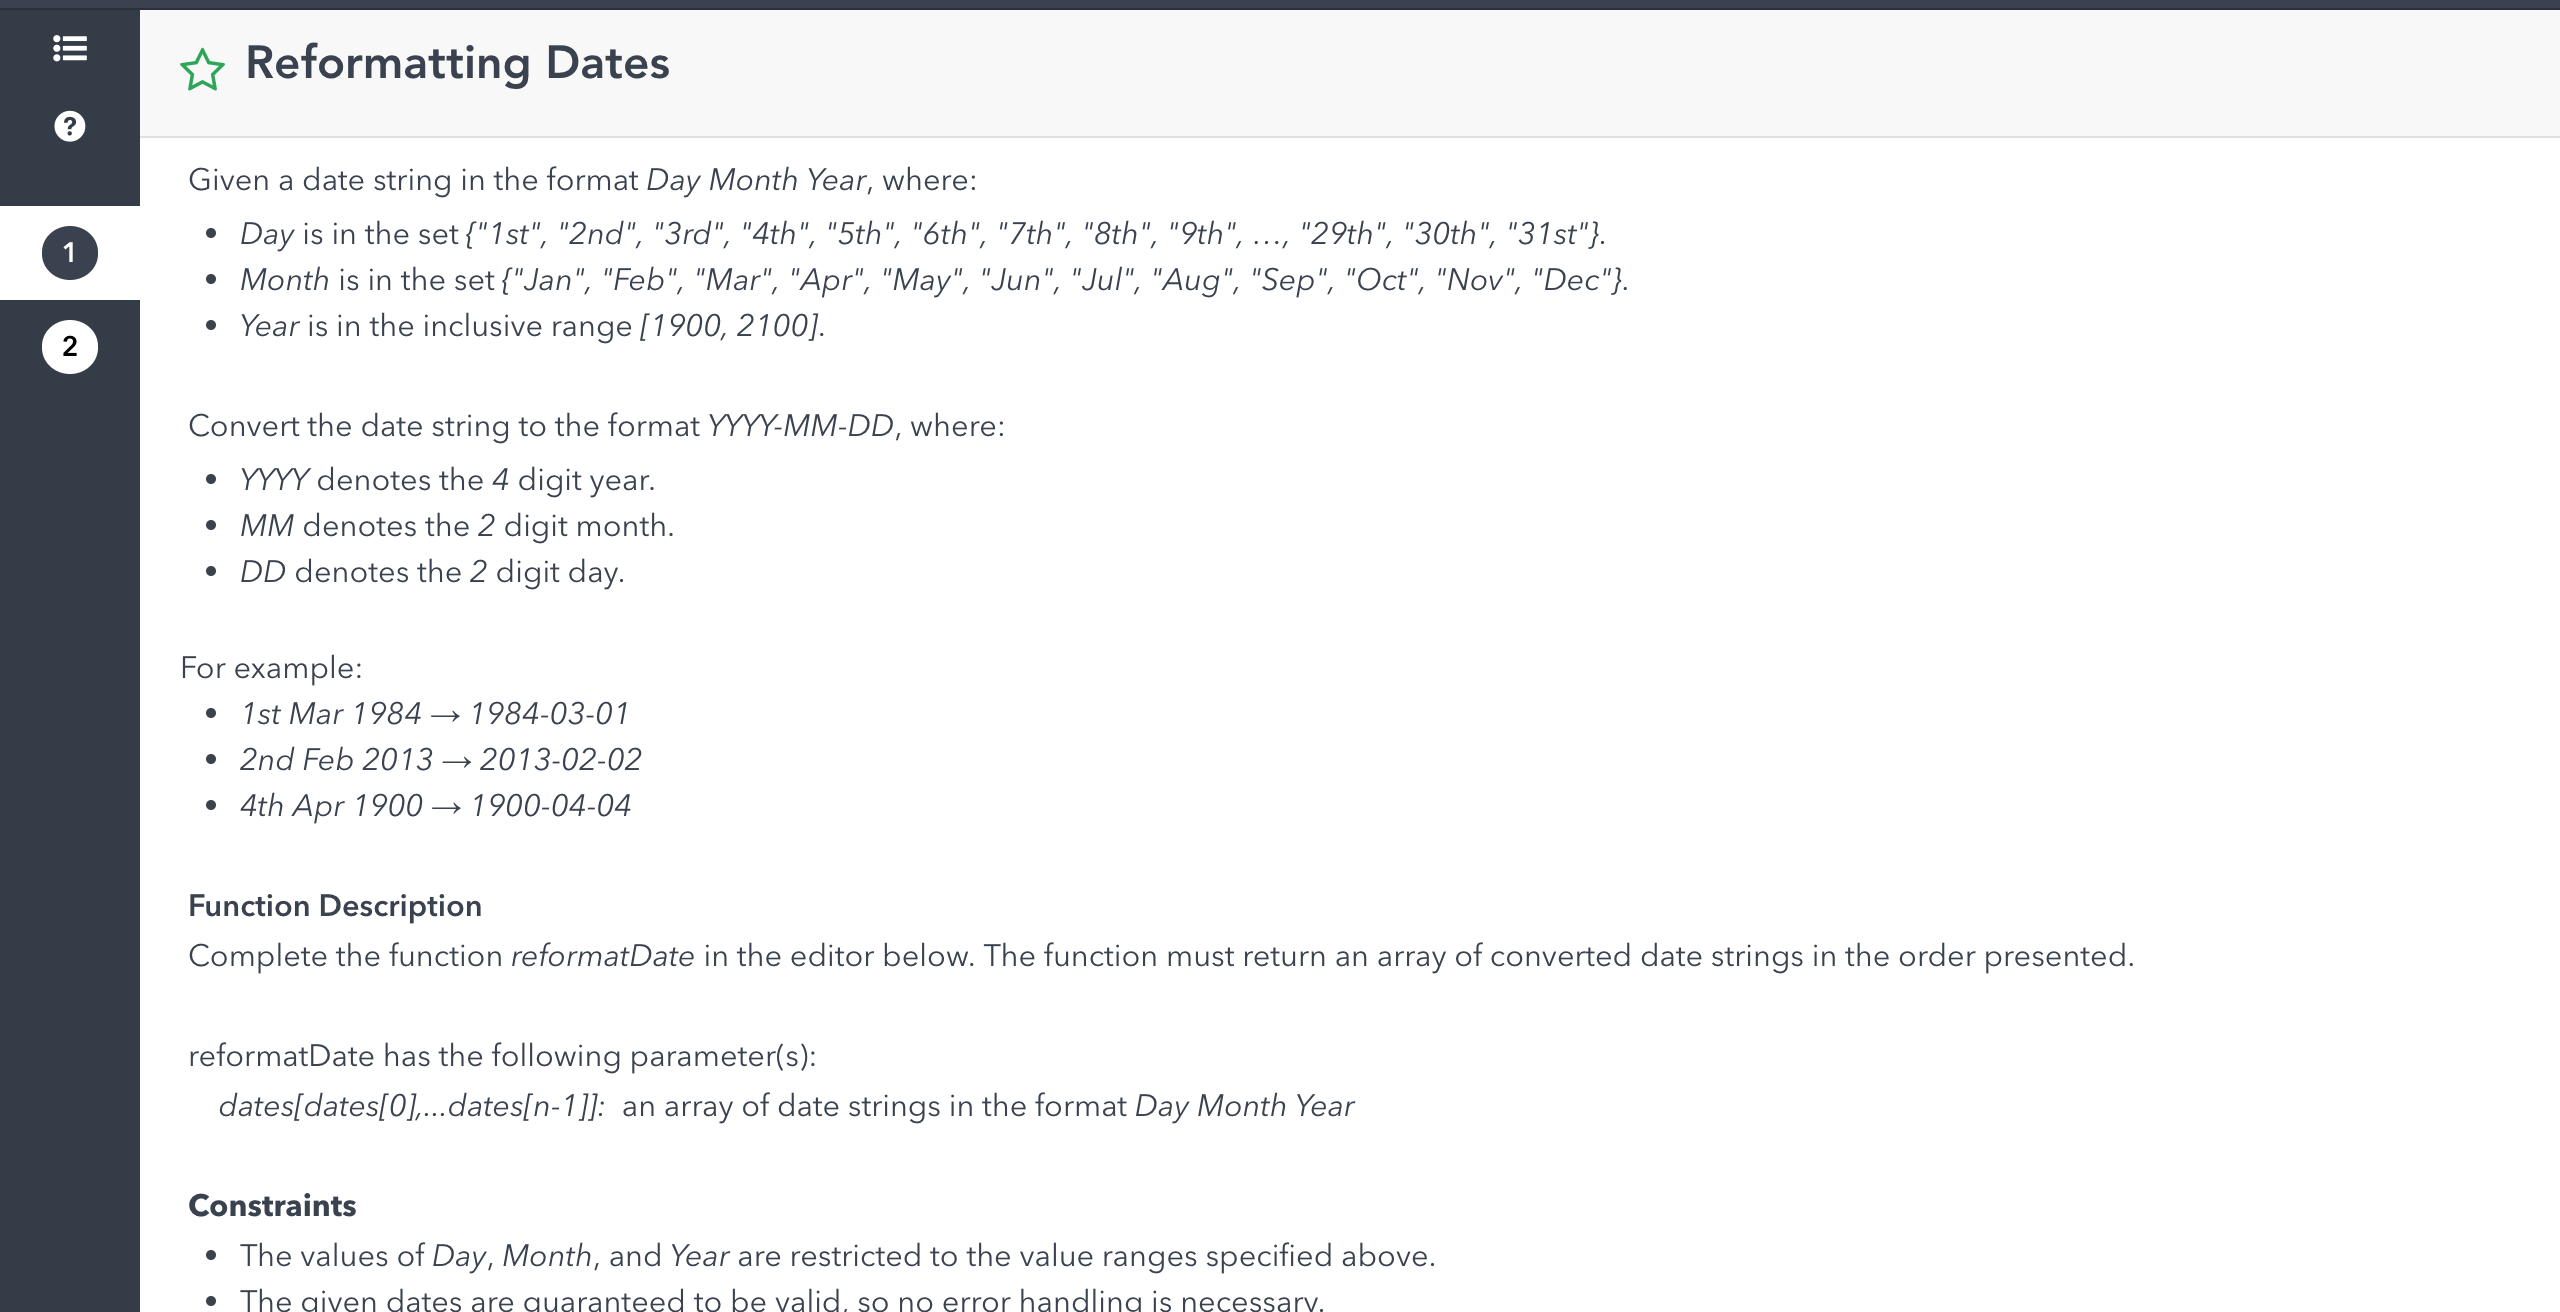 Reformatting Dates
?
1
2
Given a date string in the format Day Month Year, where:
• Day is in the set {"1st", "2nd", "3rd", "4th", "5th", "6th", "7th", "8th", "9th", ..., "29th", "30th", "31st"}.
• Month is in the set {"Jan", "Feb", "Mar", "Apr", "May", "Jun", "Jul", "Aug", "Sep", "Oct", "Nov", "Dec"}.
• Year is in the inclusive range [1900, 2100].
Convert the date string to the format YYYY-MM-DD, where:
• YYYY denotes the 4 digit year.
• MM denotes the 2 digit month.
• DD denotes the 2 digit day.
For example:
• 1st Mar 1984 → 1984-03-01
• 2nd Feb 2013 → 2013-02-02
• 4th Apr 1900 → 1900-04-04
Function Description
Complete the function reformatDate in the editor below. The function must return an array of converted date strings in the order presented.
reformatDate has the following parameter(s):
dates[dates[0],...dates[n-1]]: an array of date strings in the format Day Month Year
Constraints
• The values of Day, Month, and Year are restricted to the value ranges specified above.
• The given dates are guaranteed to be valid, so no error handling is necessary.